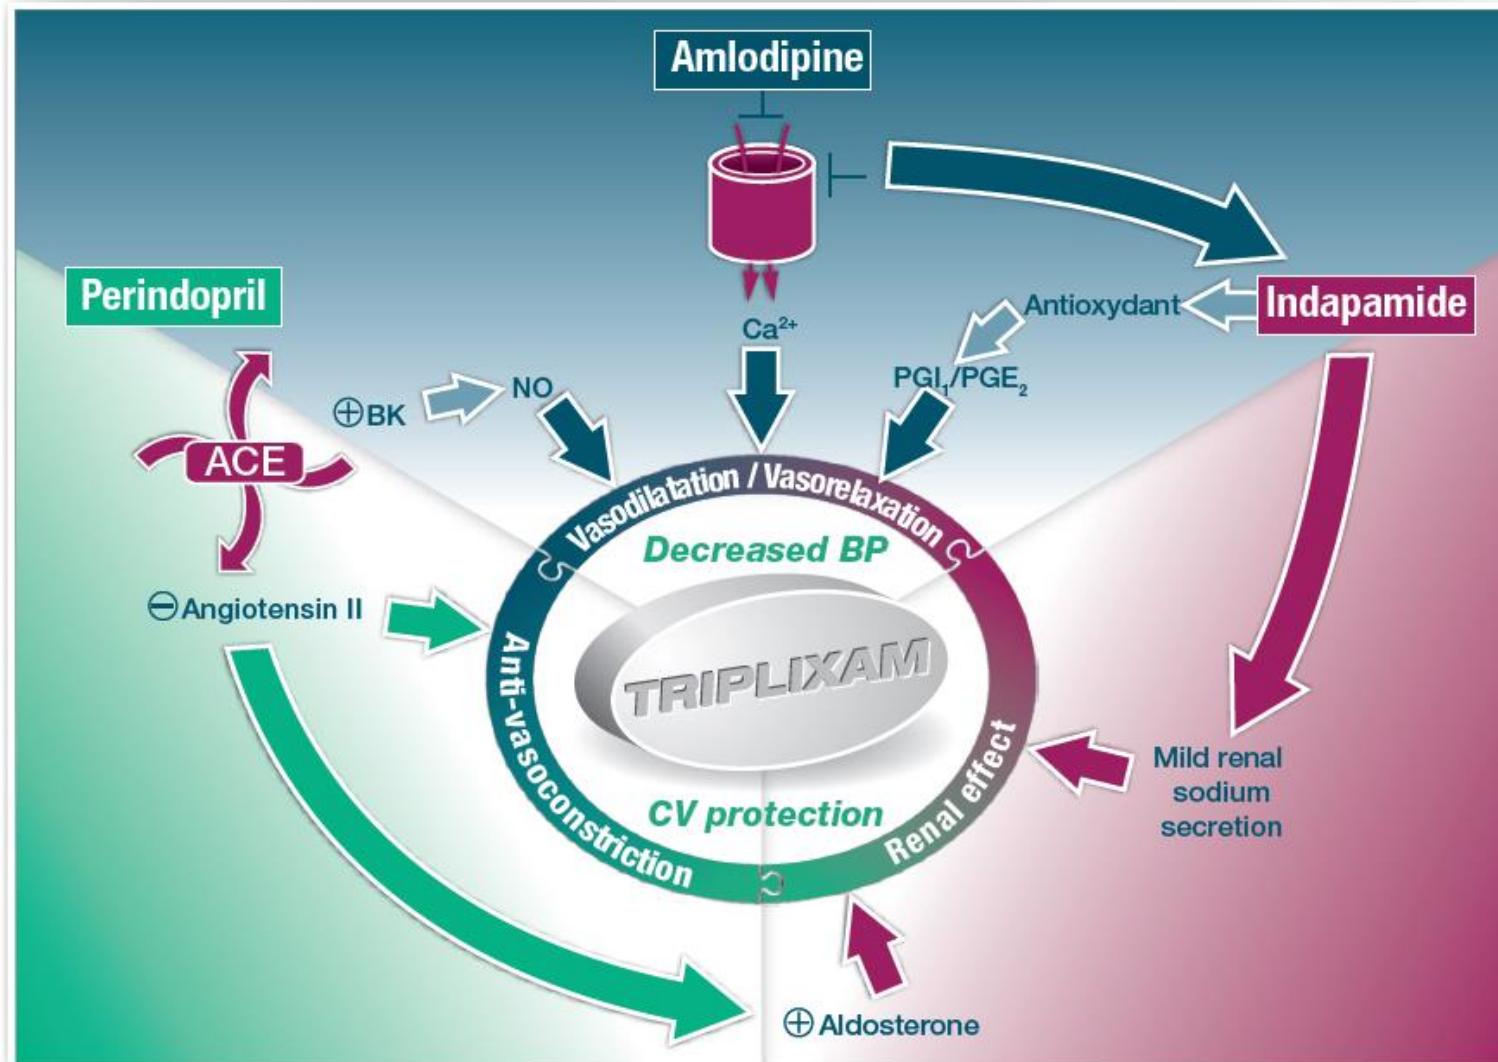 Amlodipine
Perindopril
Indapamide
Antioxydant
Ca²⁺
PGI₁/PGE₂
⊕BK
NO
ACE
Vasodilatation / Vasorelaxation
Decreased BP
⊖Angiotensin II
TRIPLIXAM
Anti-vasoconstriction
CV protection
Renal effect
Mild renal
sodium
secretion
⊕Aldosterone